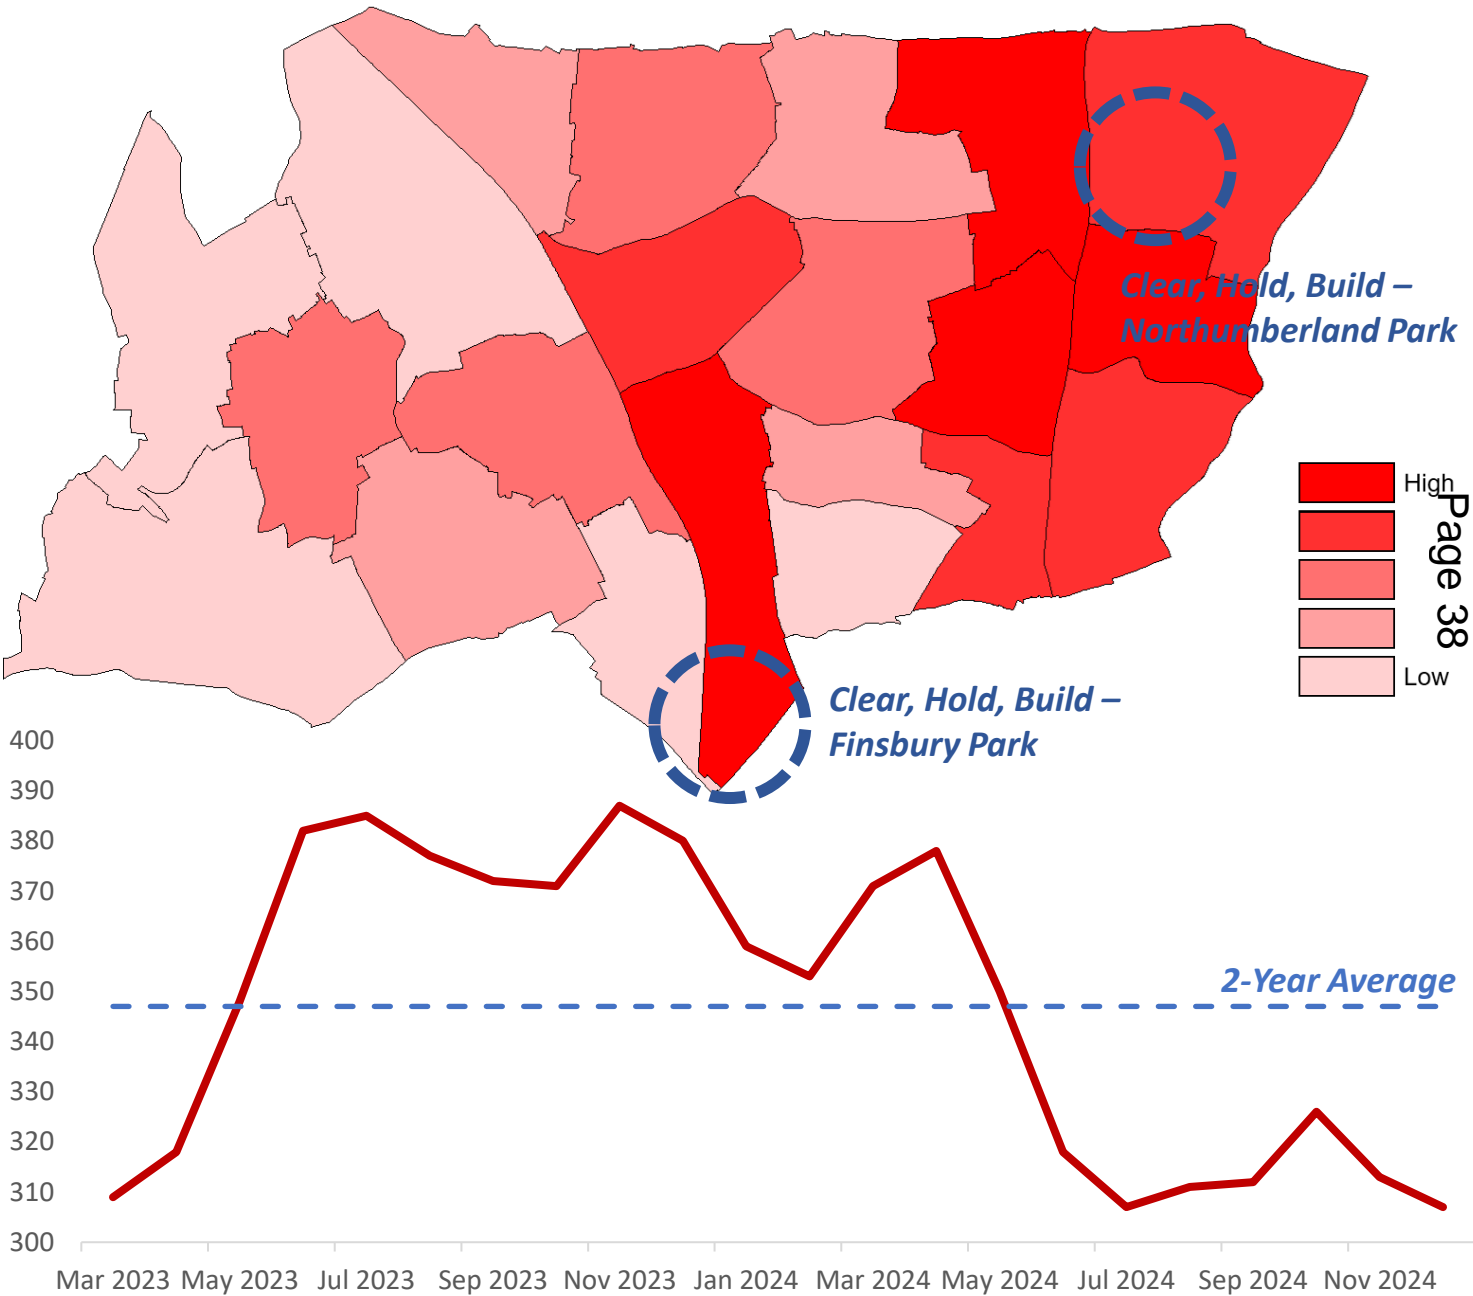 Clear, Hold, Build –
Northumberland Park
High
Page 38
Low
Clear, Hold, Build –
Finsbury Park
400
390
380
370
360
350
340
330
320
310
300
2-Year Average
Mar 2023 May 2023 Jul 2023 Sep 2023 Nov 2023 Jan 2024 Mar 2024 May 2024 Jul 2024 Sep 2024 Nov 2024